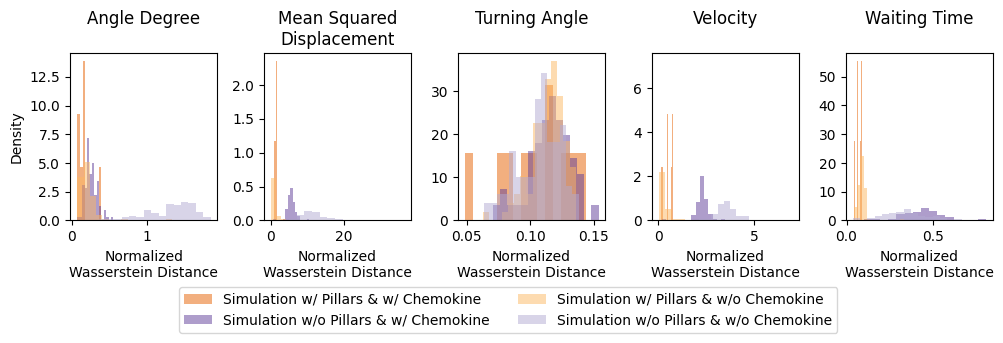 Angle Degree
Mean Squared
Displacement
Turning Angle
Velocity
Waiting Time
Density
12.5
10.0
7.5
5.0
2.5
0.0
0
1
Normalized
Wasserstein Distance
2.0
1.5
1.0
0.5
0.0
0
20
Normalized
Wasserstein Distance
30
20
10
0
0.05
0.10
0.15
Normalized
Wasserstein Distance
6
4
2
0
0
5
Normalized
Wasserstein Distance
50
40
30
20
10
0
0.0
0.5
Normalized
Wasserstein Distance
Simulation w/ Pillars & w/ Chemokine
Simulation w/o Pillars & w/ Chemokine
Simulation w/ Pillars & w/o Chemokine
Simulation w/o Pillars & w/o Chemokine